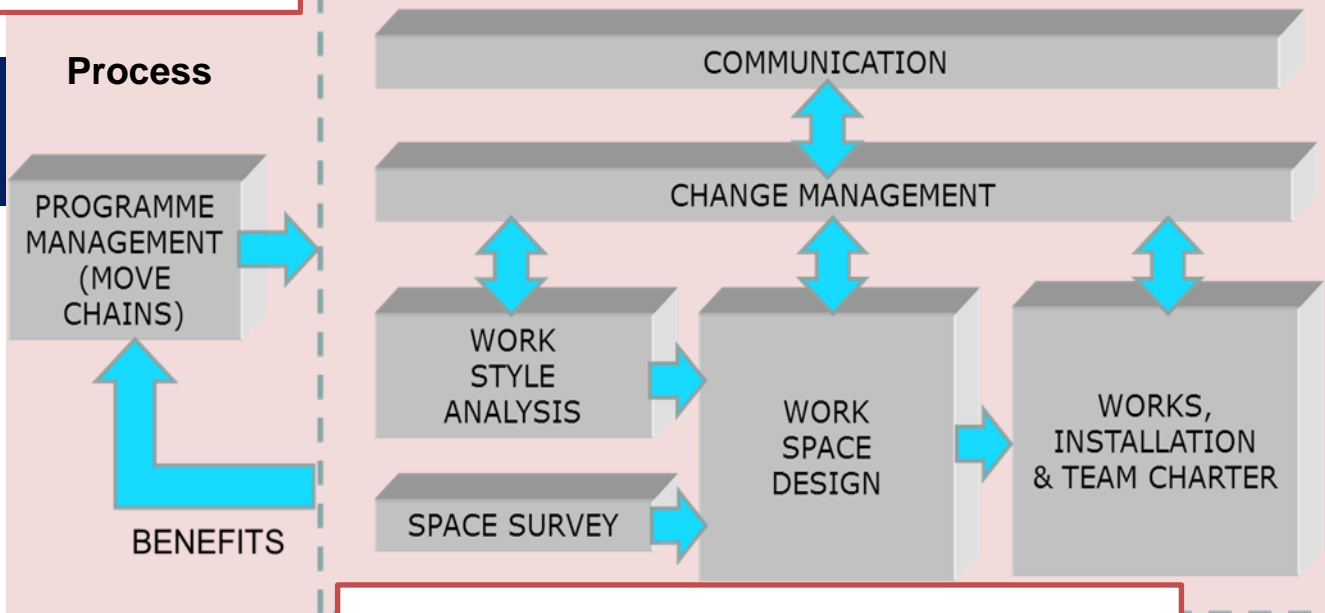 Process
COMMUNICATION
CHANGE MANAGEMENT
PROGRAMME
MANAGEMENT
(MOVE
CHAINS)
WORK
STYLE
ANALYSIS
WORK
SPACE
DESIGN
WORKS,
INSTALLATION
& TEAM CHARTER
SPACE SURVEY
BENEFITS